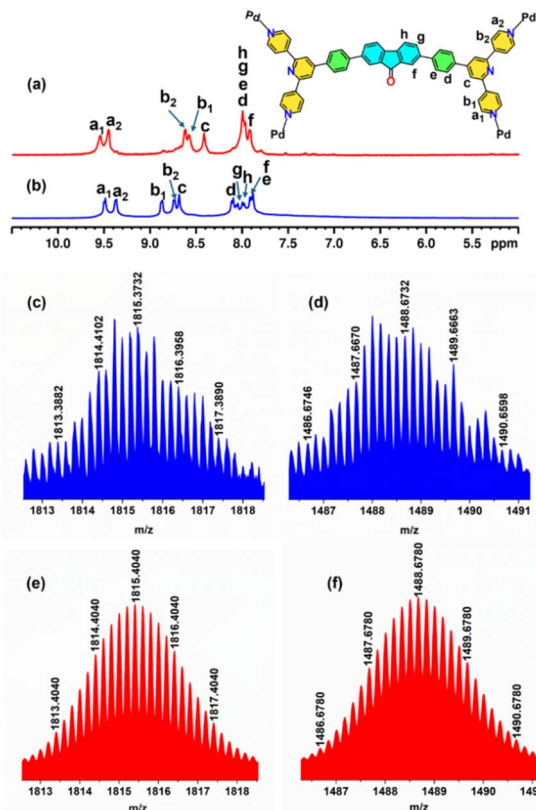 Pd
N
a₂
b₂
h
g
f
e
d
c
b₁
a₁
N
O
Pd
(a)
a₁ a₂ b₂ b₁ c h g e d f
(b)
a₁ a₂ b₁ b₂ c d g h f e
10.0 9.5 9.0 8.5 8.0 7.5 7.0 6.5 6.0 5.5 ppm
(c)
1813.3882
1814.4102
1815.3732
1816.3958
1817.3890
1813 1814 1815 1816 1817 1818
m/z
(d)
1486.6746
1487.6670
1488.6732
1489.6663
1490.6598
1487 1488 1489 1490 1491
m/z
(e)
1813.4040
1814.4040
1815.4040
1816.4040
1817.4040
1813 1814 1815 1816 1817 1818
m/z
(f)
1486.6780
1487.6780
1488.6780
1489.6780
1490.6780
1487 1488 1489 1490 149
m/z